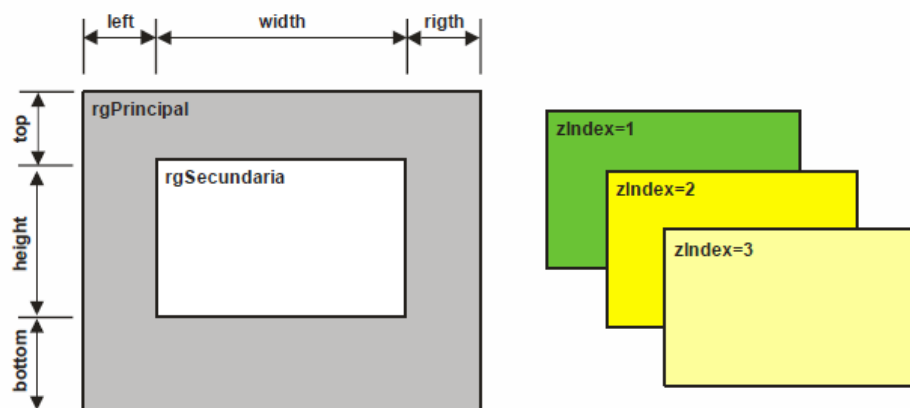 left
width
rigth
rgPrincipal
top
rgSecundaria
height
bottom
zIndex=1
zIndex=2
zIndex=3